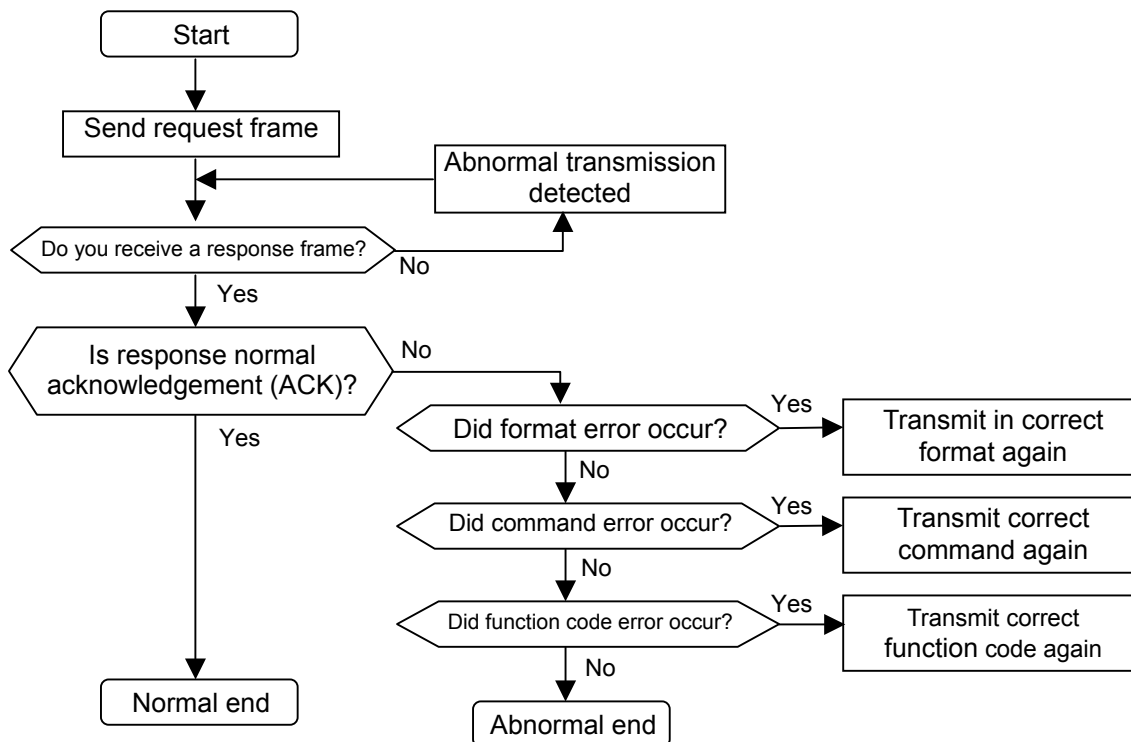 Start
Send request frame
Abnormal transmission
detected
Do you receive a response frame?
No
Yes
Is response normal
acknowledgement (ACK)?
No
Yes
Did format error occur?
Yes
Transmit in correct
format again
No
Did command error occur?
Yes
Transmit correct
command again
No
Did function code error occur?
Yes
Transmit correct
function code again
No
Normal end
Abnormal end